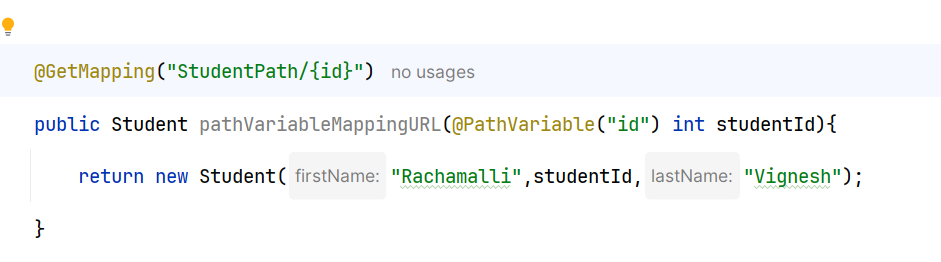 @GetMapping("StudentPath/{id}") no usages
public Student pathVariableMappingURL(@PathVariable("id") int studentId){
return new Student( firstName: "Rachamalli",studentId, lastName: "Vignesh");
}